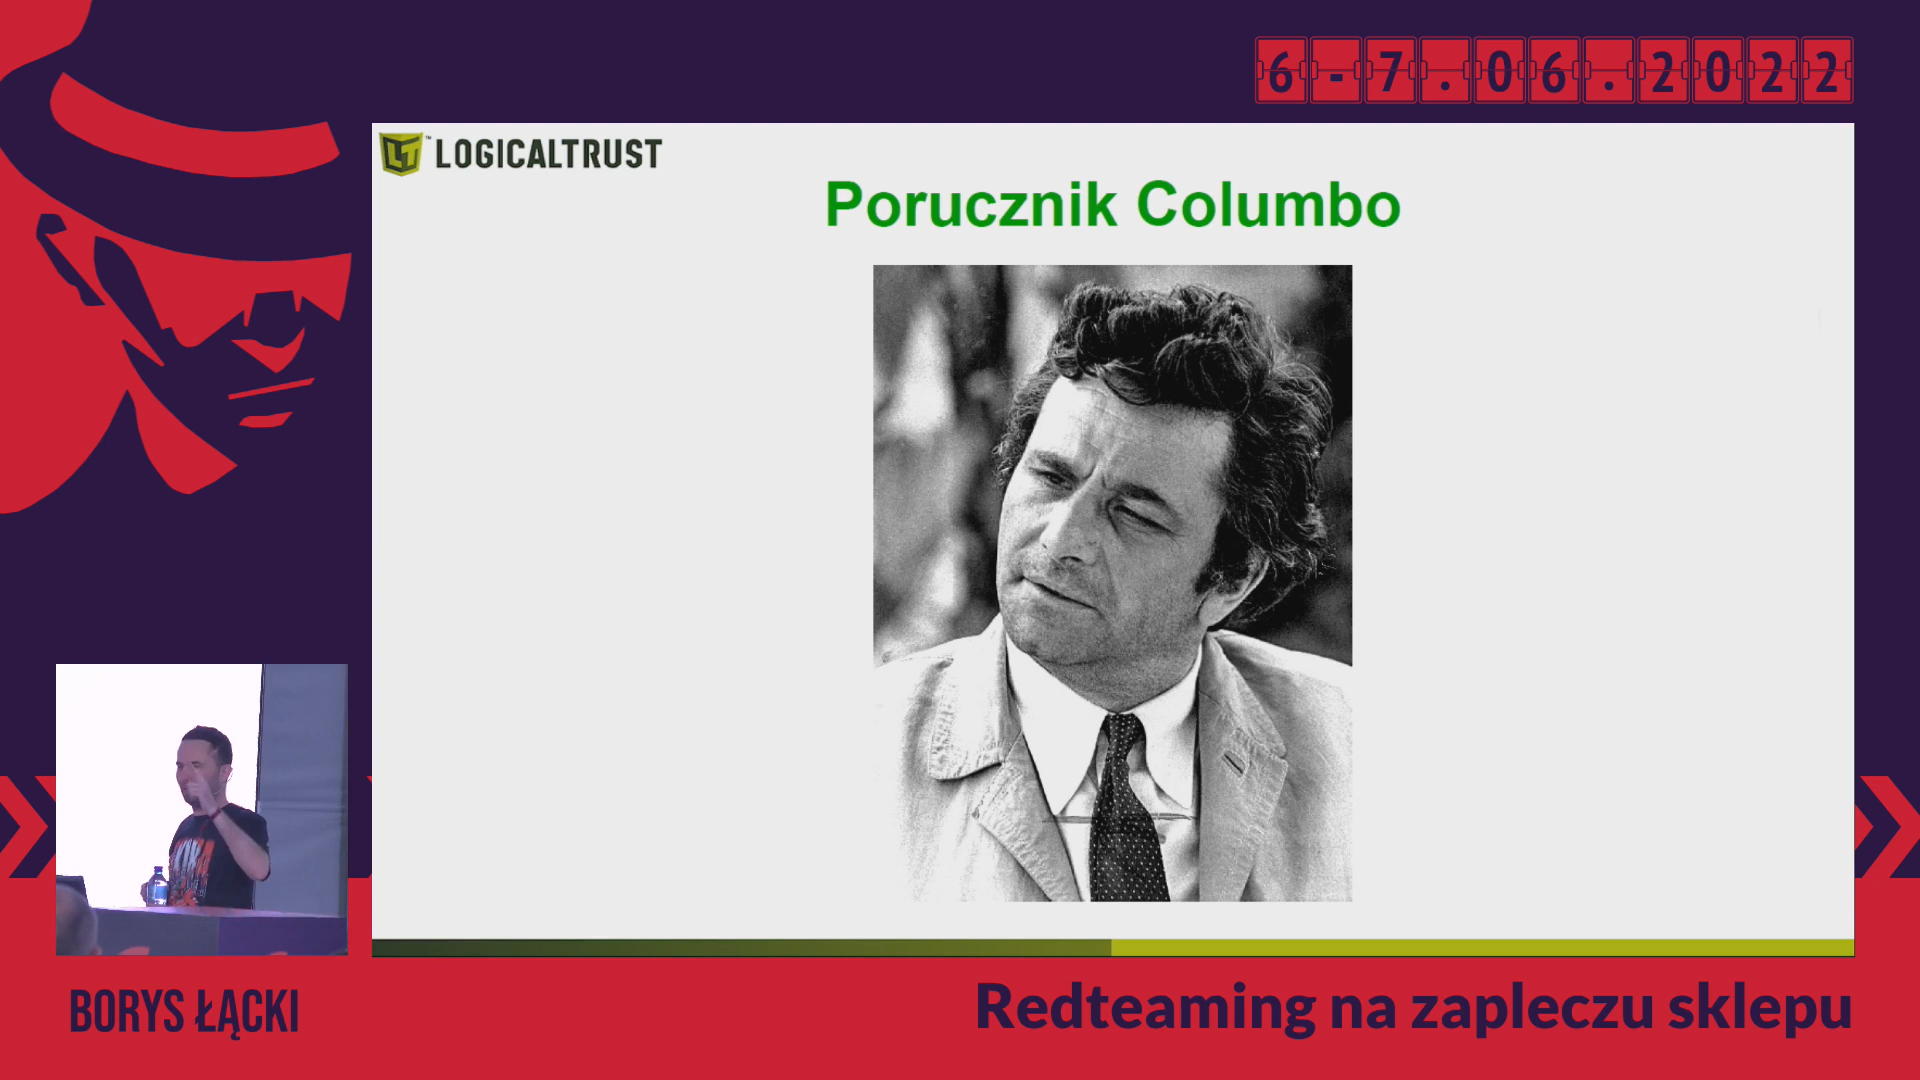 6-7.06.2022
LOGICALTRUST
Porucznik Columbo
BORYS ŁĄCKI
Redteaming na zapleczu sklepu